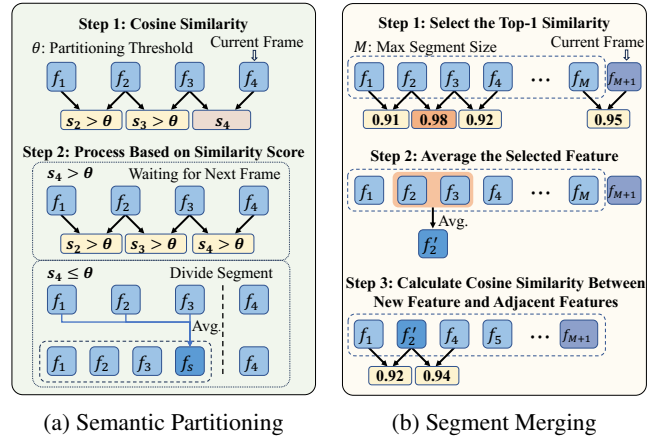 Step 1: Cosine Similarity
θ: Partitioning Threshold
Current Frame
f₁ f₂ f₃ f₄
s₂ > θ s₃ > θ s₄
Step 2: Process Based on Similarity Score
s₄ > θ Waiting for Next Frame
f₁ f₂ f₃ f₄
s₂ > θ s₃ > θ s₄ > θ
s₄ ≤ θ Divide Segment
f₁ f₂ f₃ f₄
Avg.
f₁ f₂ f₃ fₛ f₄
(a) Semantic Partitioning
Step 1: Select the Top-1 Similarity
M: Max Segment Size Current Frame
f₁ f₂ f₃ f₄ ··· f_M f_{M+1}
0.91 0.98 0.92 0.95
Step 2: Average the Selected Feature
f₁ f₂ f₃ f₄ ··· f_M f_{M+1}
Avg.
f₂′
Step 3: Calculate Cosine Similarity Between
New Feature and Adjacent Features
f₁ f₂′ f₄ f₅ ··· f_{M+1}
0.92 0.94
(b) Segment Merging